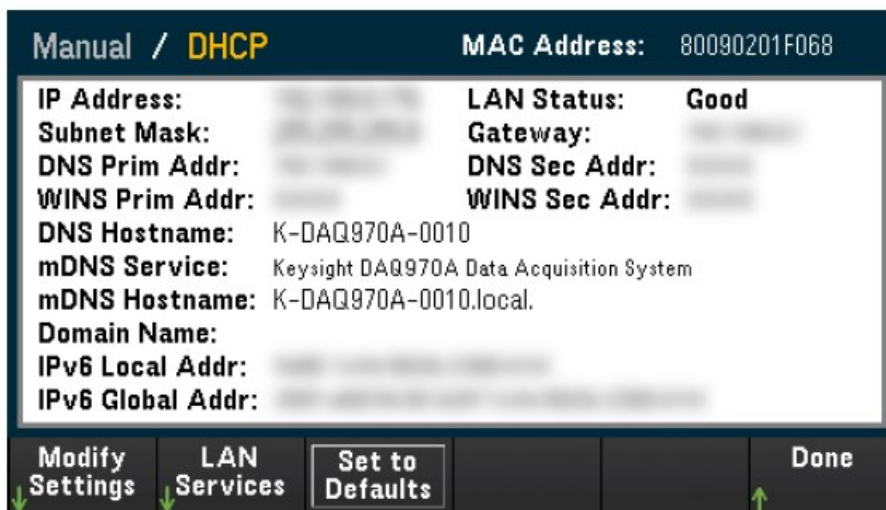 Manual / DHCP MAC Address: 80090201F068
IP Address: LAN Status: Good
Subnet Mask: Gateway:
DNS Prim Addr: DNS Sec Addr:
WINS Prim Addr: WINS Sec Addr:
DNS Hostname: K-DAQ970A-0010
mDNS Service: Keysight DAQ970A Data Acquisition System
mDNS Hostname: K-DAQ970A-0010.local.
Domain Name:
IPv6 Local Addr:
IPv6 Global Addr:
Modify LAN Set to Done
Settings Services Defaults